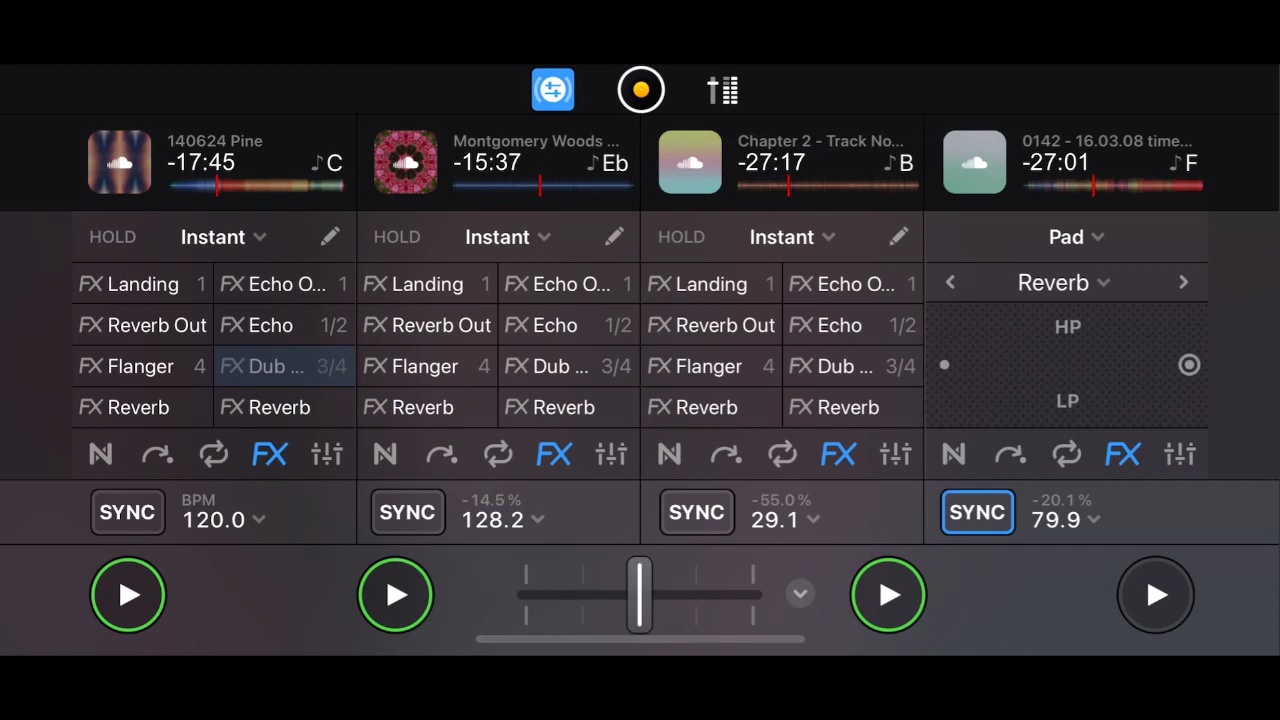 140624 Pine
-17:45 ♪C
Montgomery Woods ...
-15:37 ♪Eb
Chapter 2 - Track No...
-27:17 ♪B
0142 - 16.03.08 time...
-27:01 ♪F
HOLD Instant
HOLD Instant
HOLD Instant
Pad
FX Landing 1 FX Echo O... 1
FX Landing 1 FX Echo O... 1
FX Landing 1 FX Echo O... 1
Reverb
FX Reverb Out FX Echo 1/2
FX Reverb Out FX Echo 1/2
FX Reverb Out FX Echo 1/2
HP
FX Flanger 4 FX Dub ... 3/4
FX Flanger 4 FX Dub ... 3/4
FX Flanger 4 FX Dub ... 3/4
FX Reverb FX Reverb
FX Reverb FX Reverb
FX Reverb FX Reverb
LP
FX
FX
FX
FX
SYNC BPM
120.0
SYNC -14.5%
128.2
SYNC -55.0%
29.1
SYNC -20.1%
79.9